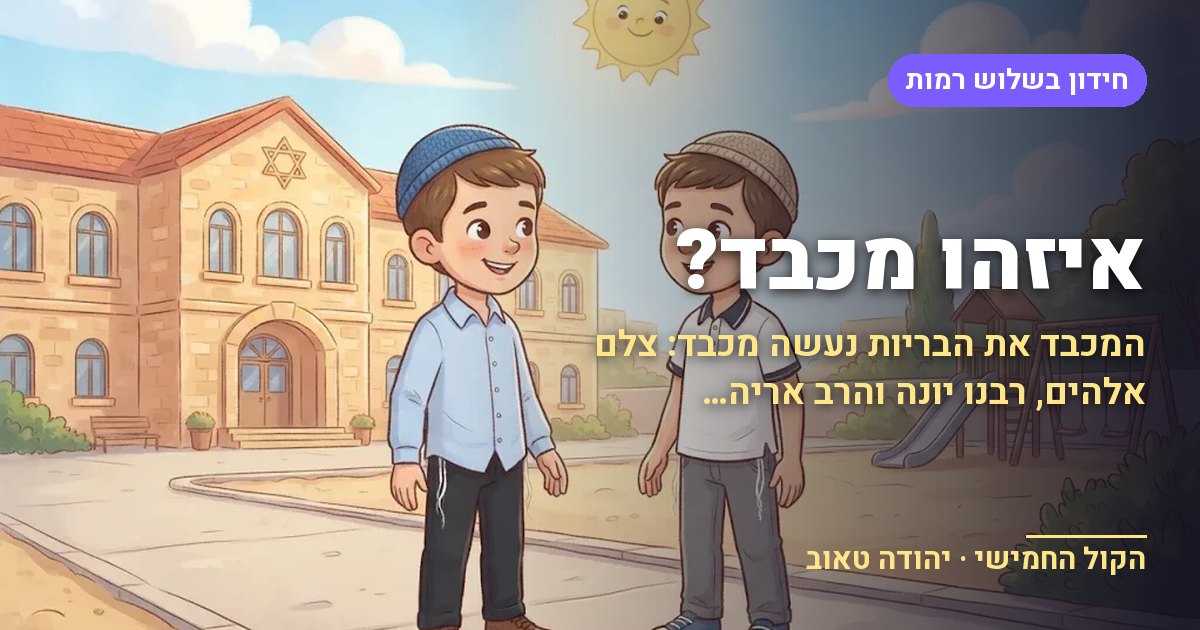 חידון בשלוש רמות
איזהו מכבד?
המכבד את הבריות נעשה מכבד: צלם
אלהים, רבנו יונה והרב אריה...
הקול החמישי · יהודה טאוב